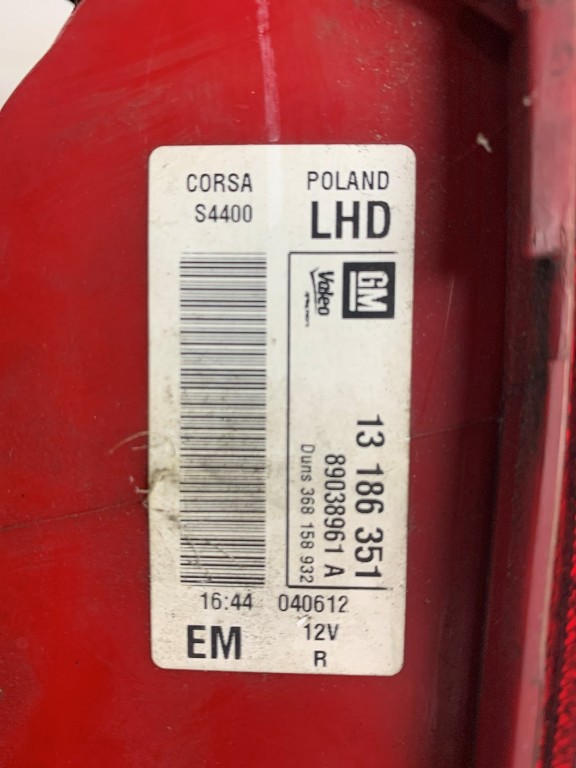 CORSA POLAND
S4400 LHD
GM
Valeo
13 186 351
89038961 A
Duns 368 158 932
16:44 040612
EM 12V
R